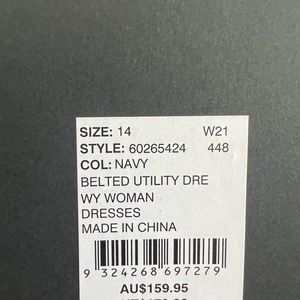 SIZE: 14 W21
STYLE: 60265424 448
COL: NAVY
BELTED UTILITY DRE
WY WOMAN
DRESSES
MADE IN CHINA
9 324268 697279
AU$159.95